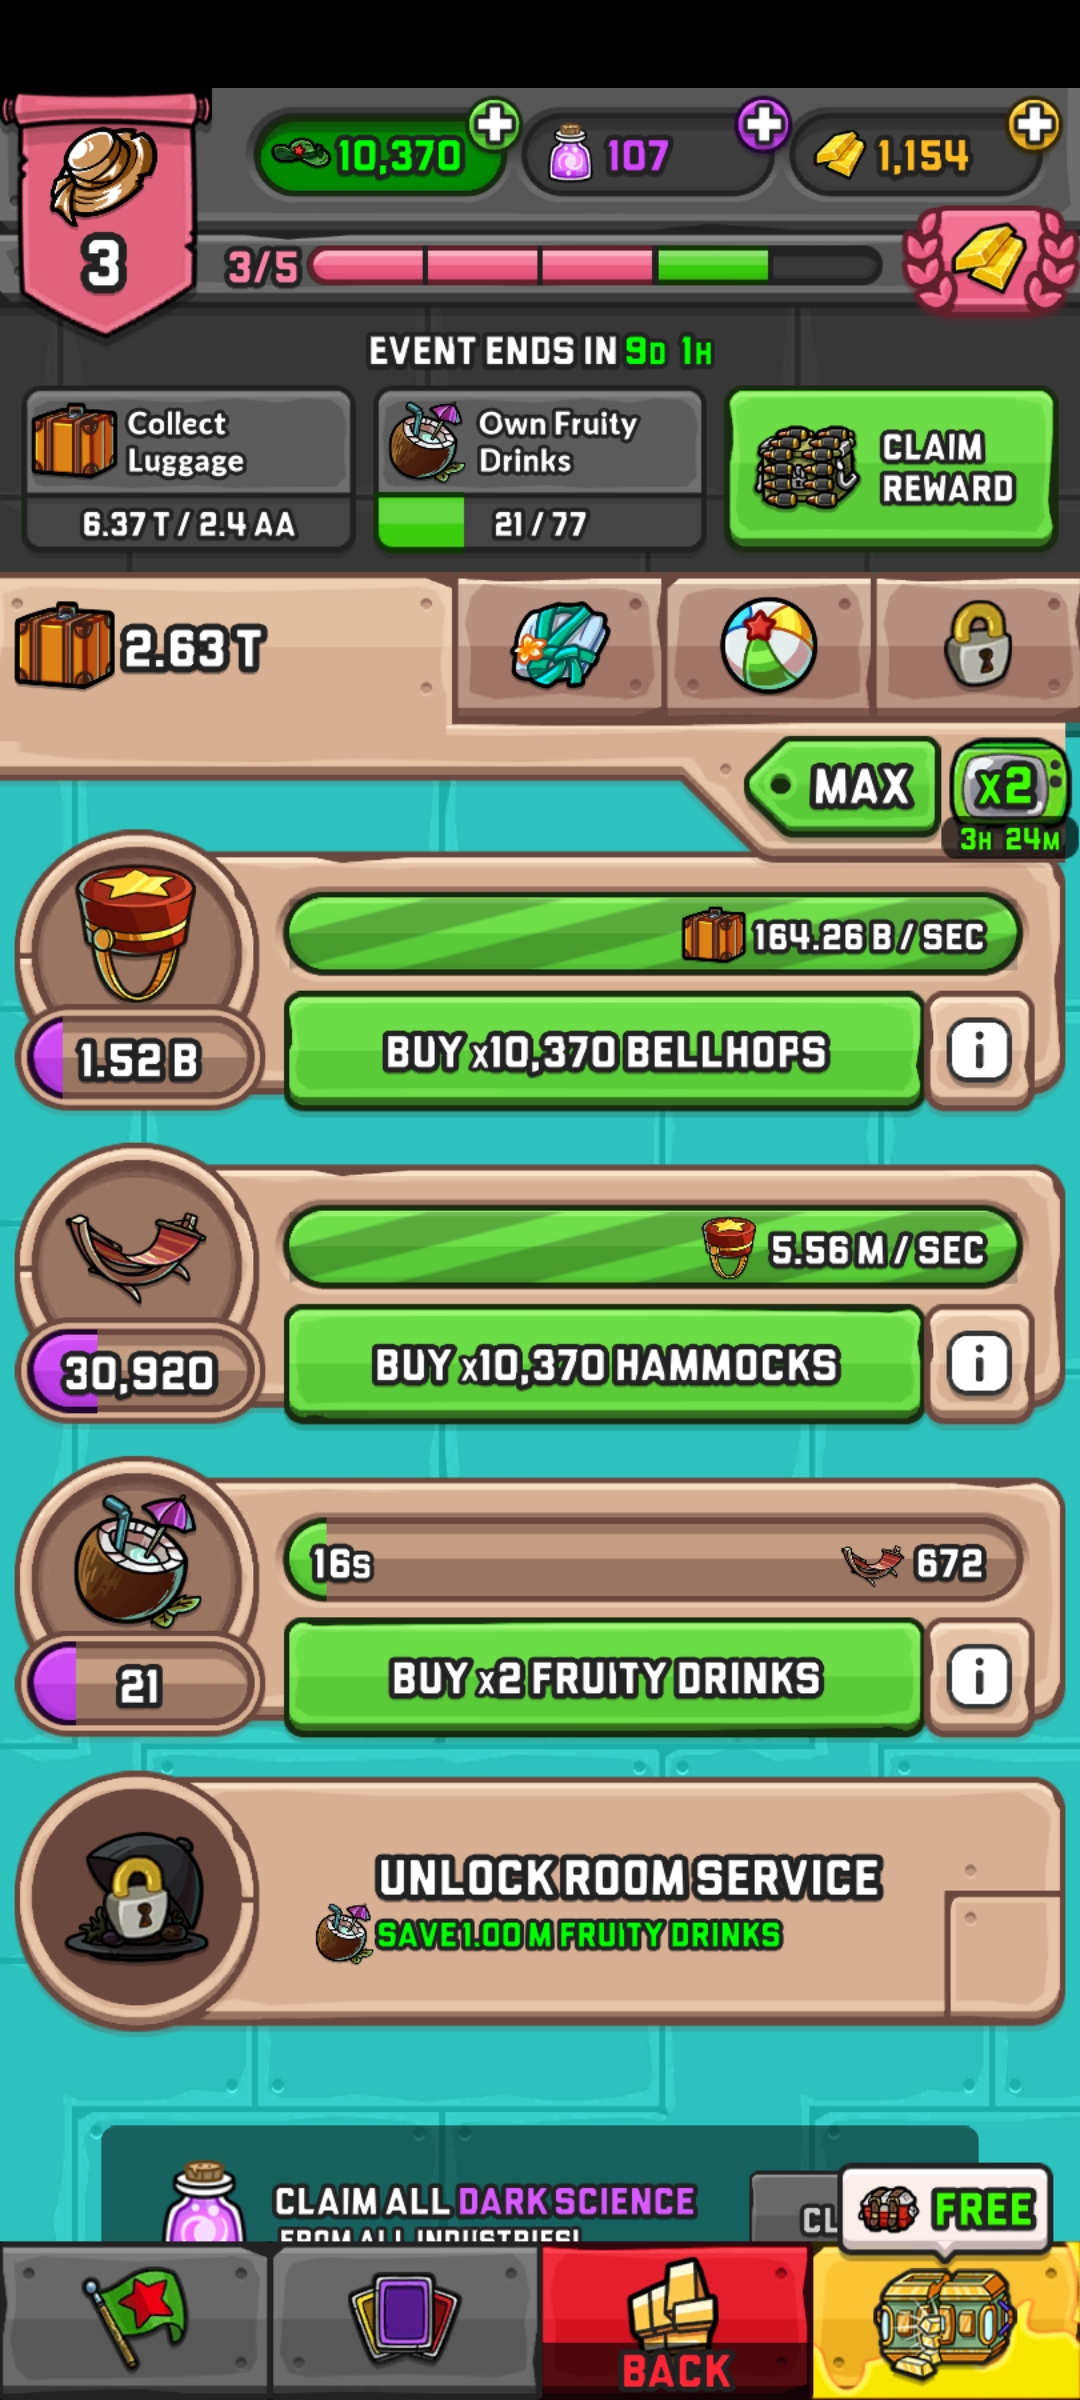 10,370
107
1,154
3
3/5
EVENT ENDS IN 9D 1H
Collect
Luggage
6.37 T / 2.4 AA
Own Fruity
Drinks
21 / 77
CLAIM
REWARD
2.63 T
MAX
x2
3H 24M
164.26 B / SEC
1.52 B
BUY x10,370 BELLHOPS
i
5.56 M / SEC
30,920
BUY x10,370 HAMMOCKS
i
16s
672
21
BUY x2 FRUITY DRINKS
i
UNLOCK ROOM SERVICE
SAVE 1.00 M FRUITY DRINKS
CLAIM ALL DARK SCIENCE
FROM ALL INDUSTRIES!
CL
FREE
BACK